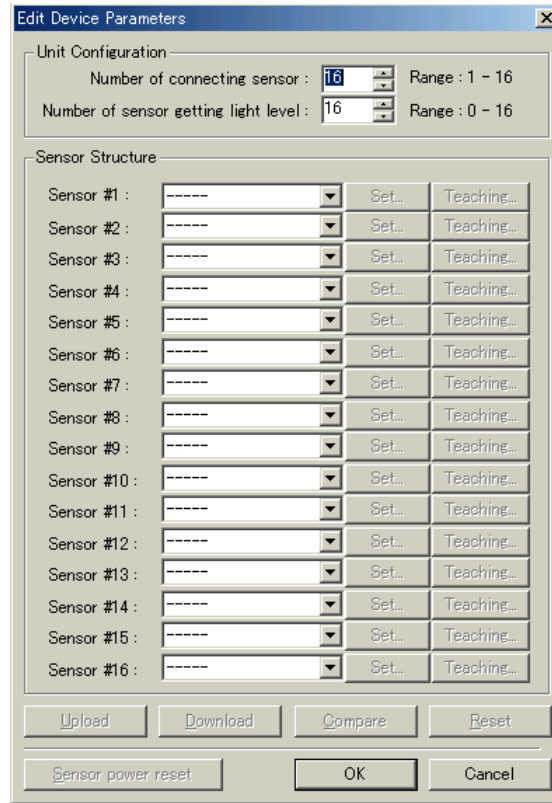 Edit Device Parameters
Unit Configuration
Number of connecting sensor : 16 Range : 1 - 16
Number of sensor getting light level : 16 Range : 0 - 16
Sensor Structure
Sensor #1 : ----- Set... Teaching...
Sensor #2 : ----- Set... Teaching...
Sensor #3 : ----- Set... Teaching...
Sensor #4 : ----- Set... Teaching...
Sensor #5 : ----- Set... Teaching...
Sensor #6 : ----- Set... Teaching...
Sensor #7 : ----- Set... Teaching...
Sensor #8 : ----- Set... Teaching...
Sensor #9 : ----- Set... Teaching...
Sensor #10 : ----- Set... Teaching...
Sensor #11 : ----- Set... Teaching...
Sensor #12 : ----- Set... Teaching...
Sensor #13 : ----- Set... Teaching...
Sensor #14 : ----- Set... Teaching...
Sensor #15 : ----- Set... Teaching...
Sensor #16 : ----- Set... Teaching...
Upload Download Compare Reset
Sensor power reset OK Cancel